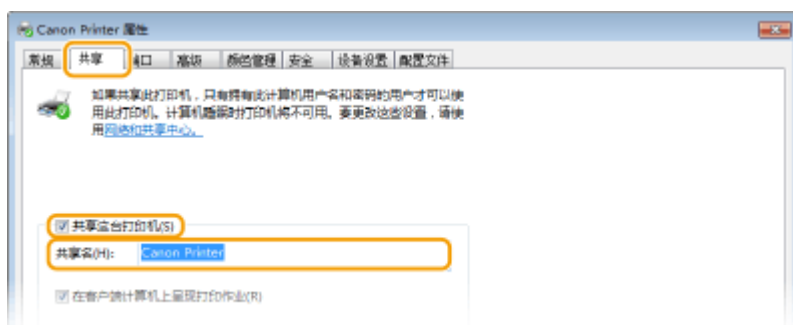 Canon Printer 属性
常规 共享 端口 高级 颜色管理 安全 设备设置 配置文件
如果共享此打印机，只有拥有此计算机用户名和密码的用户才可以使
用此打印机。计算机睡眠时打印机将不可用。要更改这些设置，请使
用网络和共享中心。
共享这台打印机(S)
共享名(H): Canon Printer
在客户端计算机上呈现打印作业(R)